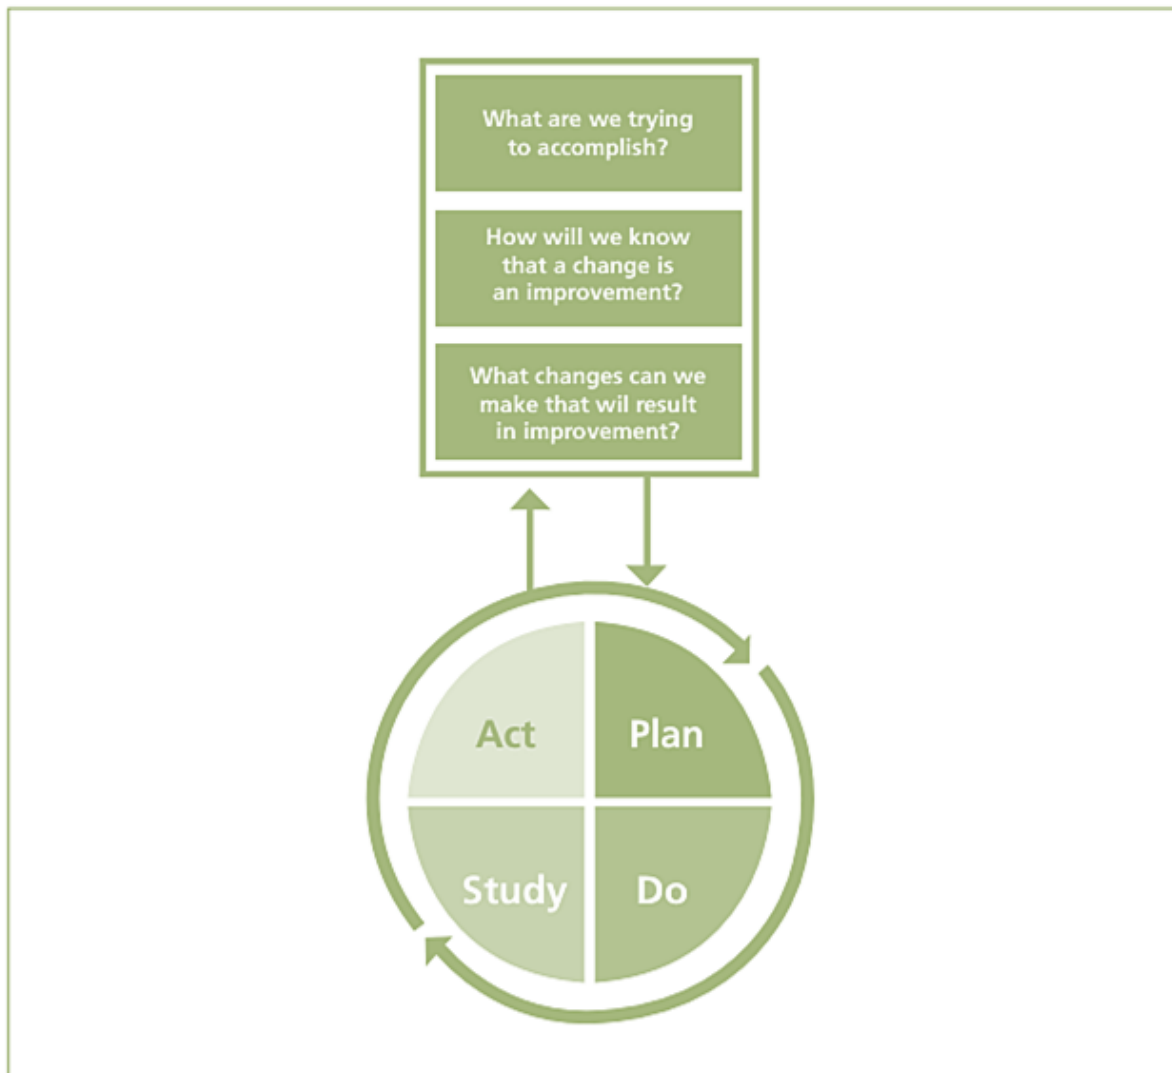 What are we trying
to accomplish?
How will we know
that a change is
an improvement?
What changes can we
make that wil result
in improvement?
Act
Plan
Study
Do